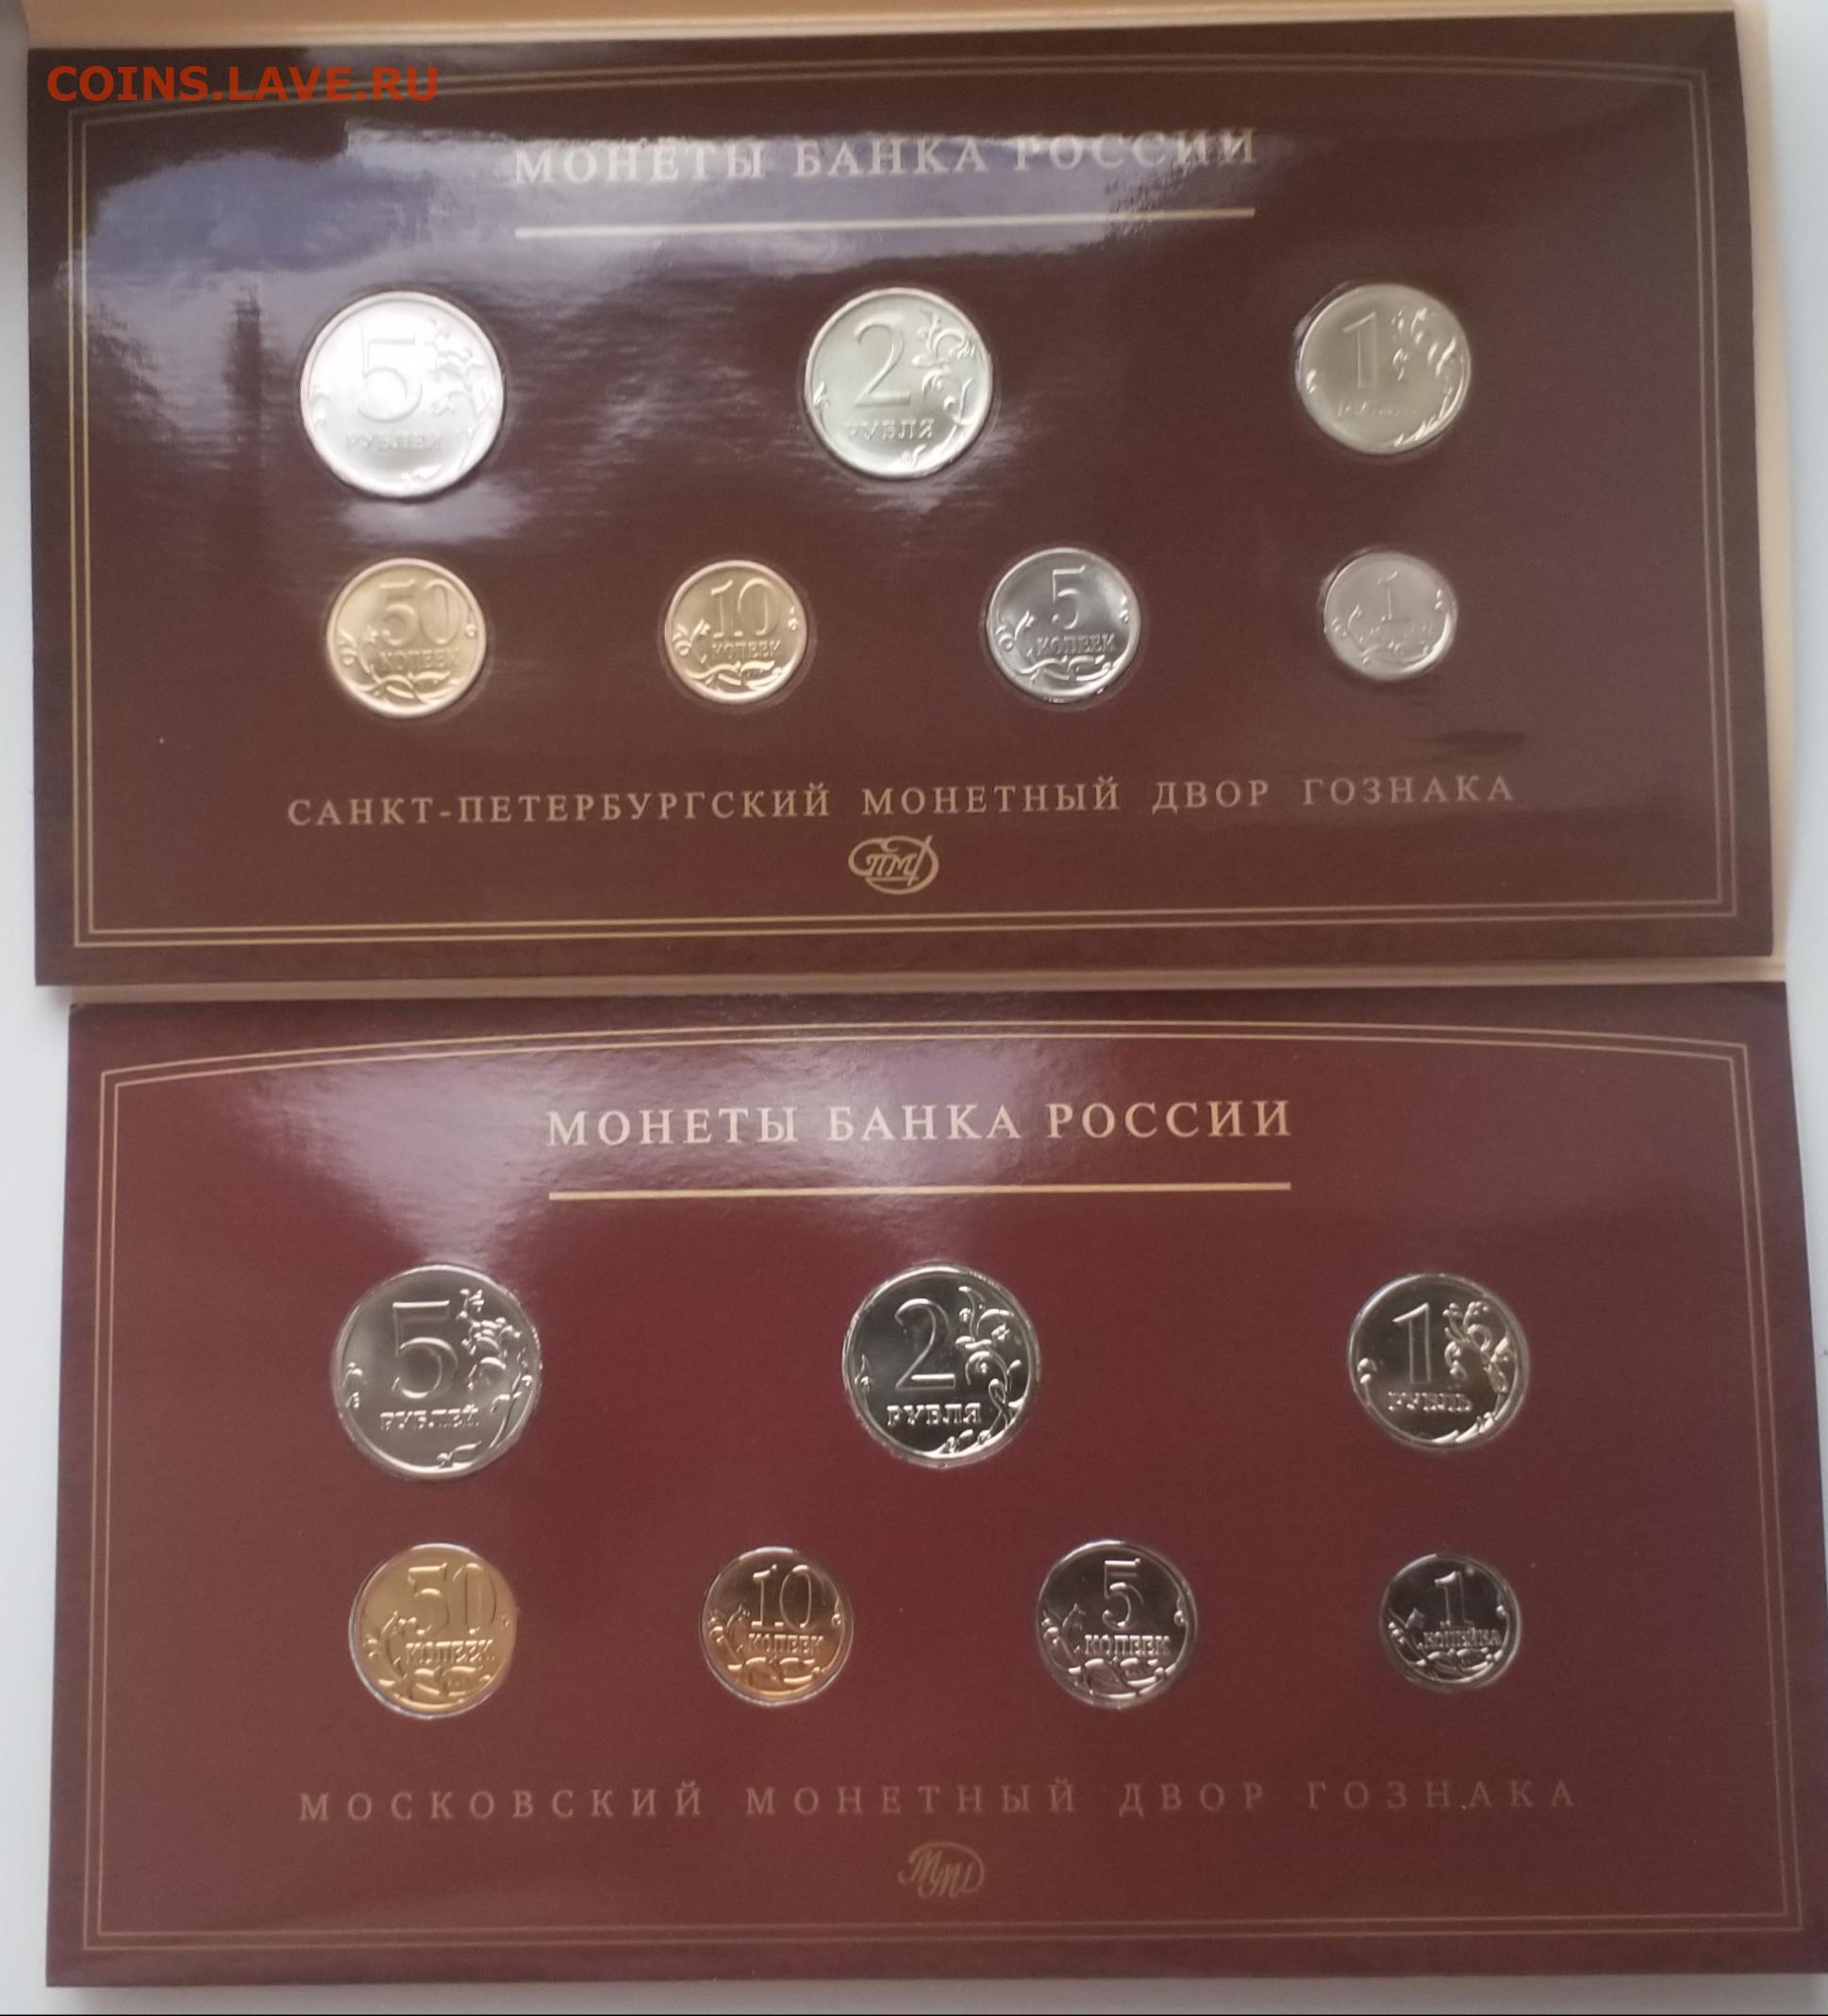 COINS.LAVE.RU
МОНЕТЫ БАНКА РОССИИ
5 РУБЛЕЙ
2 РУБЛЯ
1
50 КОПЕЕК
10 КОПЕЕК
5 КОПЕЕК
1
САНКТ-ПЕТЕРБУРГСКИЙ МОНЕТНЫЙ ДВОР ГОЗНАКА
СПМД
МОНЕТЫ БАНКА РОССИИ
5 РУБЛЕЙ
2 РУБЛЯ
1 РУБЛЬ
50 КОПЕЕК
10 КОПЕЕК
5 КОПЕЕК
1 КОПЕЙКА
МОСКОВСКИЙ МОНЕТНЫЙ ДВОР ГОЗНАКА
ММД